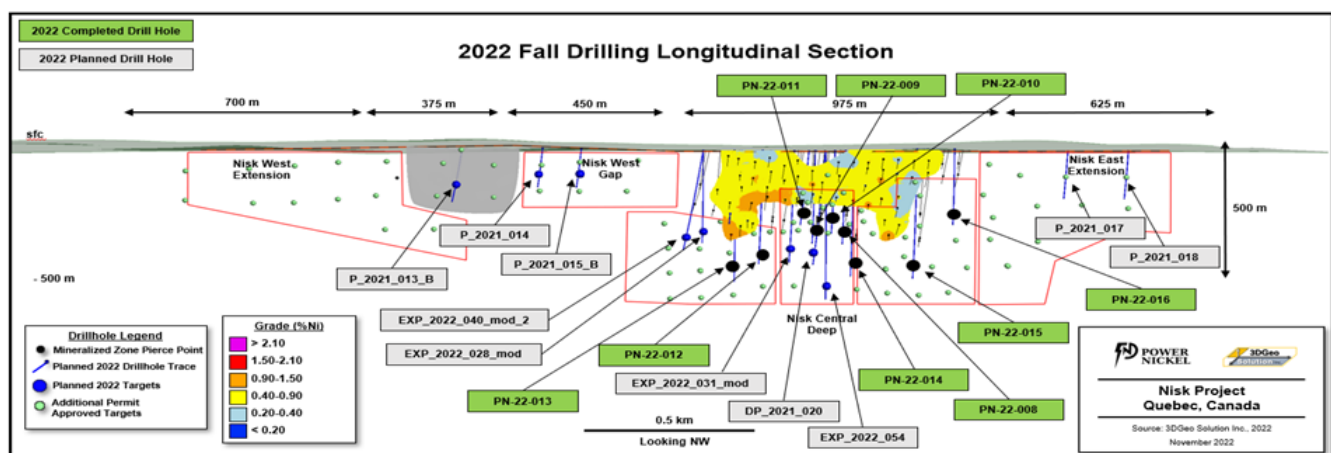 2022 Completed Drill Hole
2022 Planned Drill Hole
2022 Fall Drilling Longitudinal Section
PN-22-011
PN-22-009
PN-22-010
700 m
375 m
450 m
975 m
625 m
sfc
Nisk West
Extension
Nisk West
Gap
Nisk East
Extension
500 m
P_2021_014
P_2021_017
P_2021_015_B
P_2021_018
P_2021_013_B
- 500 m
PN-22-016
EXP_2022_040_mod_2
Nisk Central
Deep
PN-22-015
EXP_2022_028_mod
PN-22-012
EXP_2022_031_mod
PN-22-014
PN-22-013
DP_2021_020
PN-22-008
EXP_2022_054
0.5 km
Looking NW
Drillhole Legend
Mineralized Zone Pierce Point
Planned 2022 Drillhole Trace
Planned 2022 Targets
Additional Permit
Approved Targets
Grade (%Ni)
> 2.10
1.50-2.10
0.90-1.50
0.40-0.90
0.20-0.40
< 0.20
POWER
NICKEL
3DGeo
Solution
Nisk Project
Quebec, Canada
Source: 3DGeo Solution Inc., 2022
November 2022